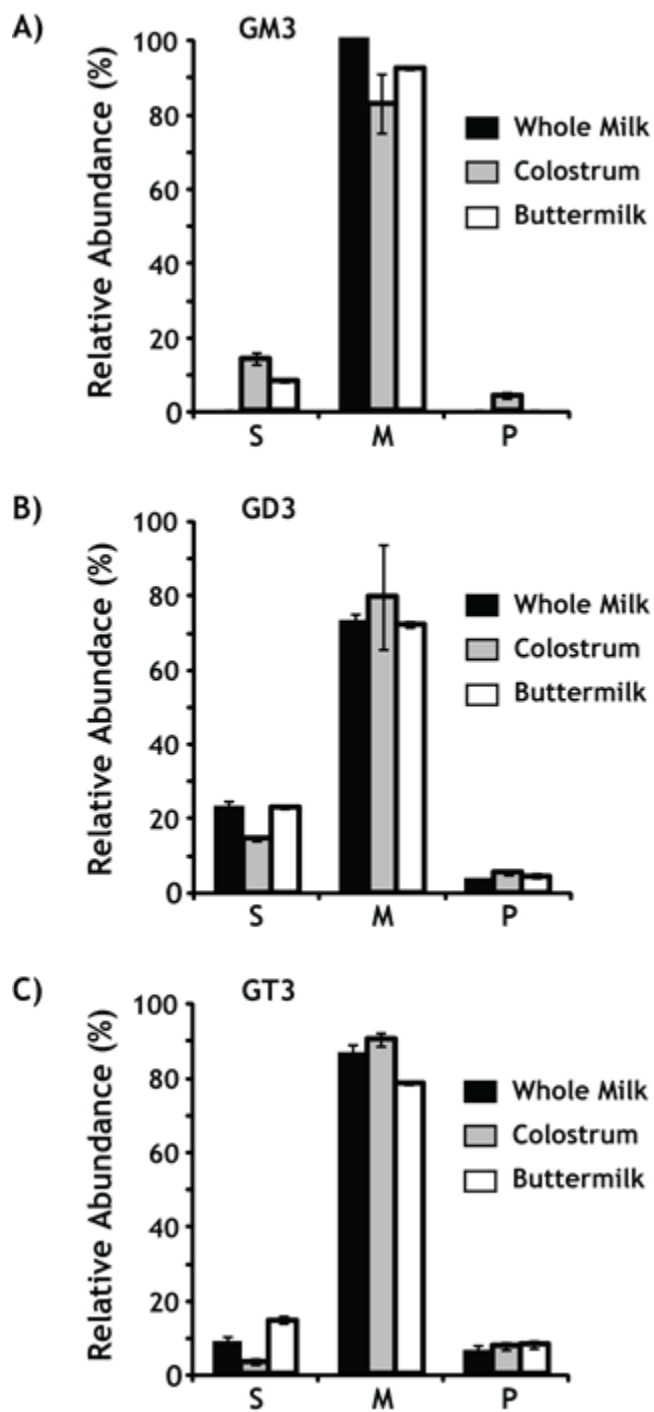 A)
GM3
Relative Abundance (%)
100
80
60
40
20
0
S M P
Whole Milk
Colostrum
Buttermilk
B)
GD3
Relative Abundace (%)
100
80
60
40
20
0
S M P
Whole Milk
Colostrum
Buttermilk
C)
GT3
Relative Abundance (%)
100
80
60
40
20
0
S M P
Whole Milk
Colostrum
Buttermilk